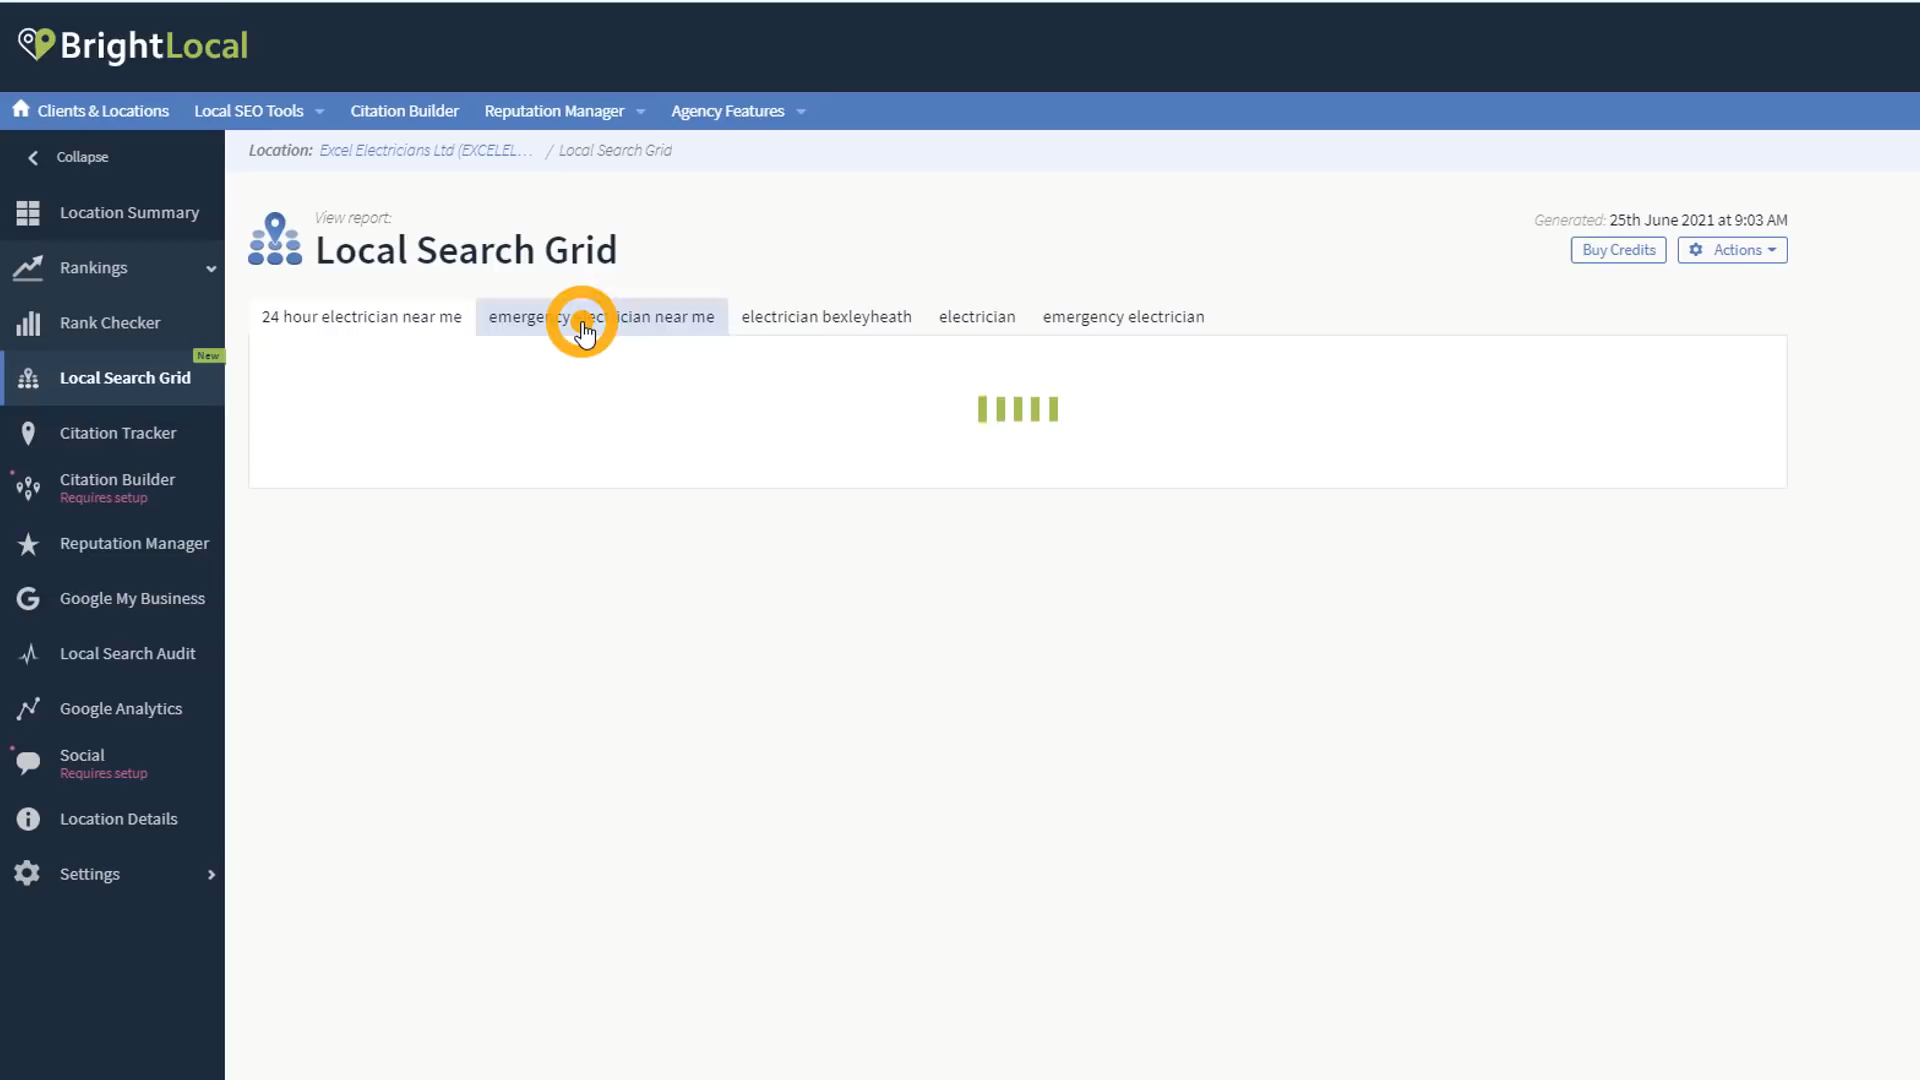 BrightLocal
Clients & Locations
Local SEO Tools
Citation Builder
Reputation Manager
Agency Features
Collapse
Location: Excel Electricians Ltd (EXCELEL... / Local Search Grid
Location Summary
Rankings
Rank Checker
New
Local Search Grid
Citation Tracker
Citation Builder
Requires setup
Reputation Manager
Google My Business
Local Search Audit
Google Analytics
Social
Requires setup
Location Details
Settings
View report:
Local Search Grid
Generated: 25th June 2021 at 9:03 AM
Buy Credits
Actions
24 hour electrician near me
emergency electrician near me
electrician bexleyheath
electrician
emergency electrician